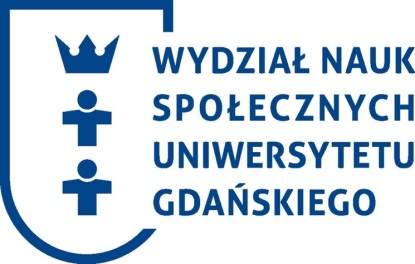 WYDZIAŁ NAUK
SPOŁECZNYCH
UNIWERSYTETU
GDAŃSKIEGO